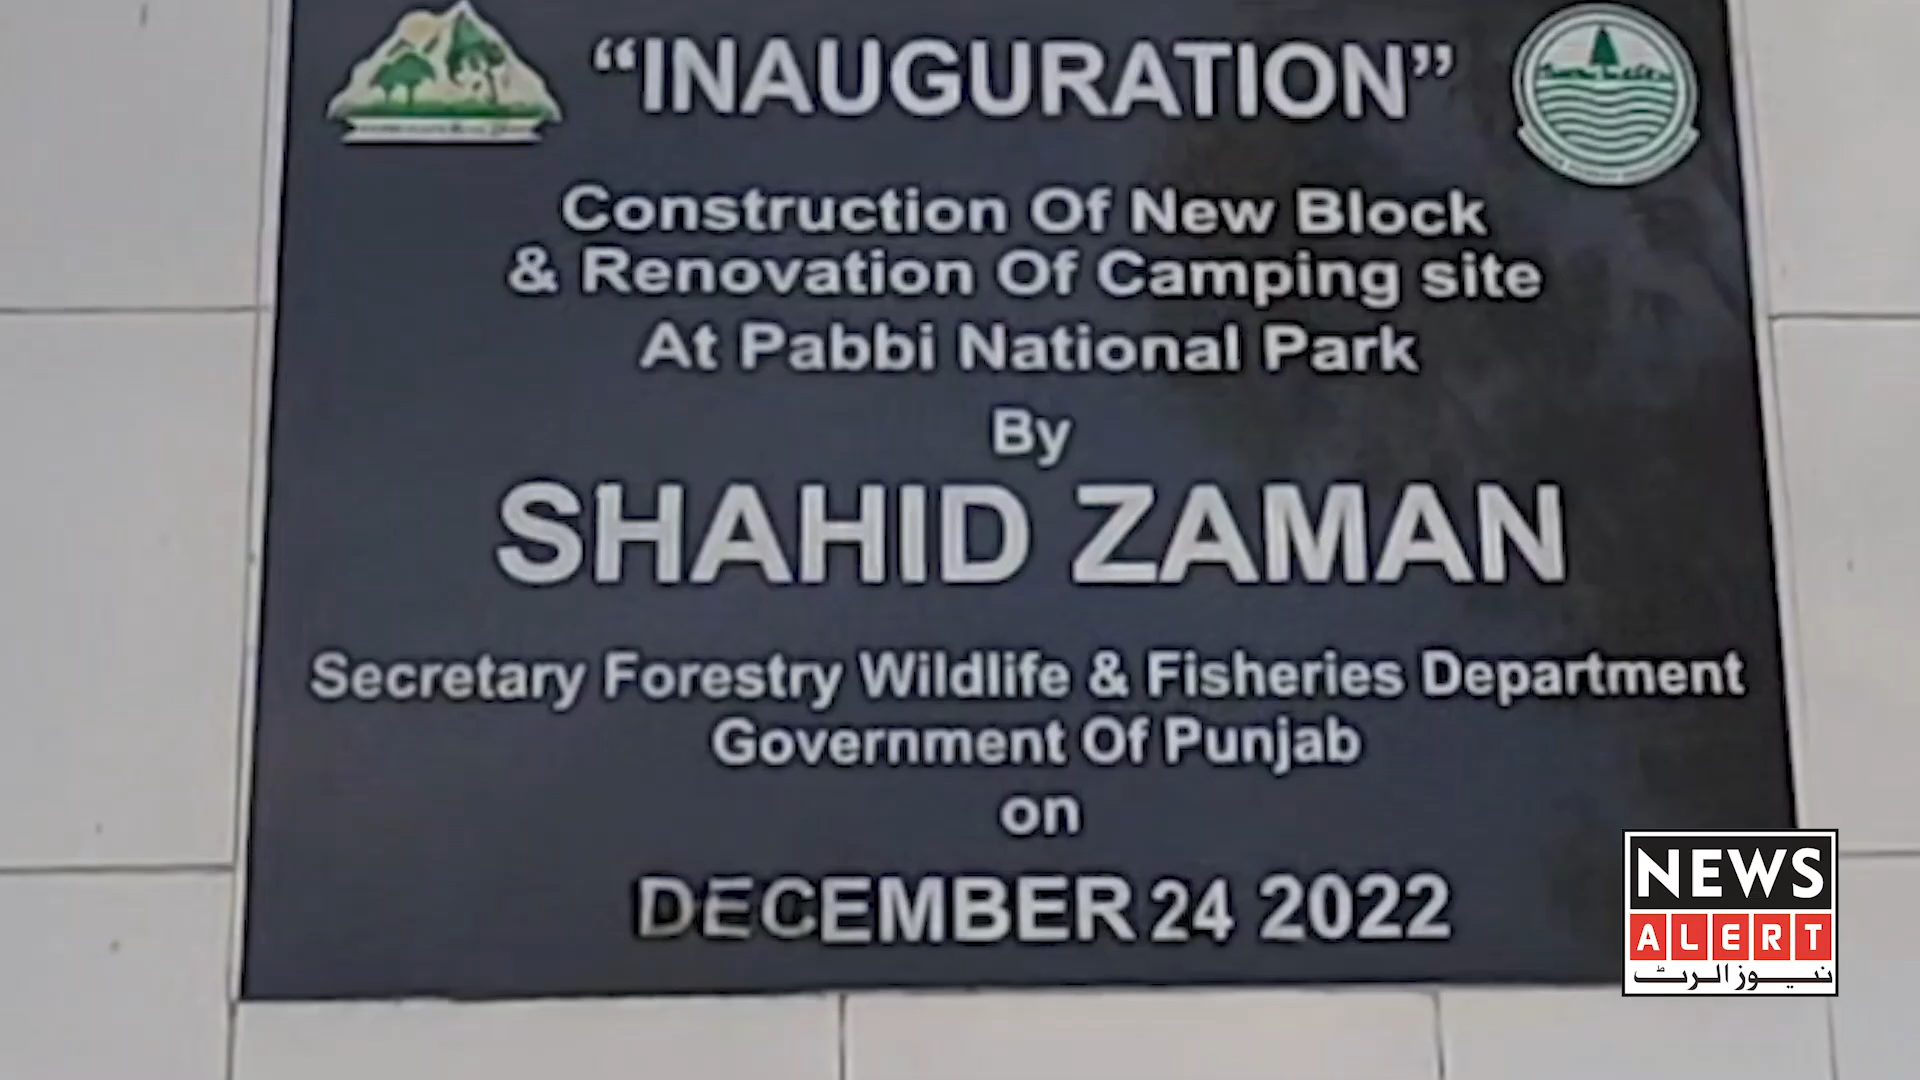 “INAUGURATION”
Construction Of New Block
& Renovation Of Camping site
At Pabbi National Park
By
SHAHID ZAMAN
Secretary Forestry Wildlife & Fisheries Department
Government Of Punjab
on
DECEMBER 24 2022
NEWS
ALERT
نیوز الرٹ